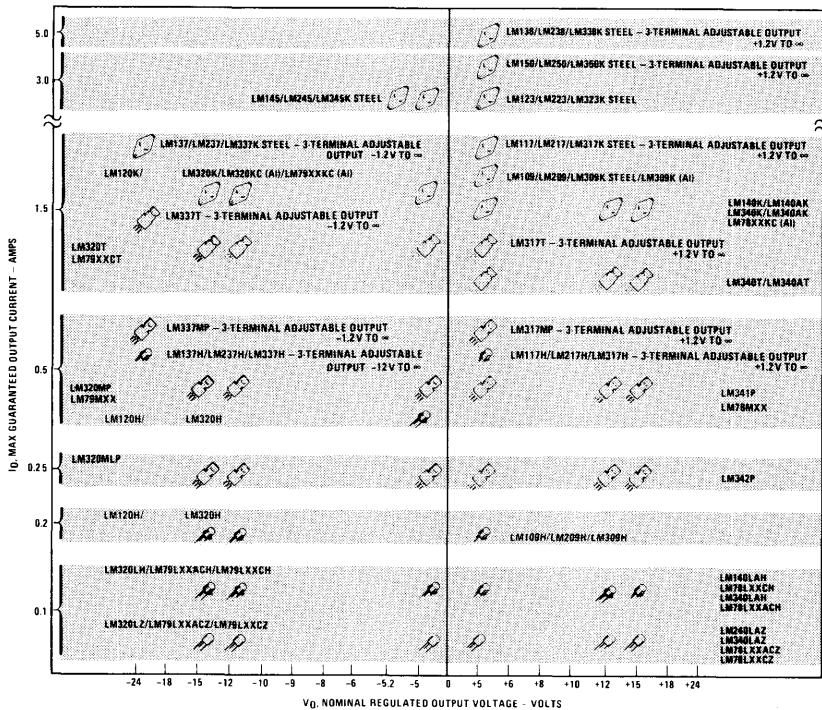 5.0
LM138/LM238/LM338K STEEL – 3-TERMINAL ADJUSTABLE OUTPUT
+1.2V TO ∞
LM150/LM250/LM350K STEEL – 3-TERMINAL ADJUSTABLE OUTPUT
+1.2V TO ∞
3.0
LM145/LM245/LM345K STEEL
LM123/LM223/LM323K STEEL
LM137/LM237/LM337K STEEL – 3-TERMINAL ADJUSTABLE
OUTPUT –1.2V TO ∞
LM117/LM217/LM317K STEEL – 3-TERMINAL ADJUSTABLE OUTPUT
+1.2V TO ∞
LM120K/ LM320K/LM320KC (Al)/LM79XXKC (Al)
LM109/LM209/LM309K STEEL/LM309K (Al)
1.5
LM140K/LM140AK
LM340K/LM340AK
LM78XXKC (Al)
LM337T – 3-TERMINAL ADJUSTABLE OUTPUT
–1.2V TO ∞
LM320T
LM79XXCT
LM317T – 3-TERMINAL ADJUSTABLE OUTPUT
+1.2V TO ∞
LM340T/LM340AT
LM337MP – 3-TERMINAL ADJUSTABLE OUTPUT
–1.2V TO ∞
LM317MP – 3-TERMINAL ADJUSTABLE OUTPUT
+1.2V TO ∞
LM137H/LM237H/LM337H – 3-TERMINAL ADJUSTABLE
OUTPUT –12V TO ∞
LM117H/LM217H/LM317H – 3-TERMINAL ADJUSTABLE OUTPUT
+1.2V TO ∞
0.5
LM320MP
LM79MXX
LM341P
LM78MXX
LM120H/ LM320H
LM320MLP
0.25
LM342P
LM120H/ LM320H
0.2
LM109H/LM209H/LM309H
LM320LH/LM79LXXACH/LM79LXXCH
LM140LAH
LM78LXXCH
LM340LAH
LM78LXXACH
0.1
LM320LZ/LM79LXXACZ/LM79LXXCZ
LM240LAZ
LM340LAZ
LM78LXXACZ
LM78LXXCZ
IO, MAX GUARANTEED OUTPUT CURRENT – AMPS
–24 –18 –15 –12 –10 –9 –6 –5.2 –5 0 +5 +6 +8 +10 +12 +15 +18 +24
VO, NOMINAL REGULATED OUTPUT VOLTAGE – VOLTS